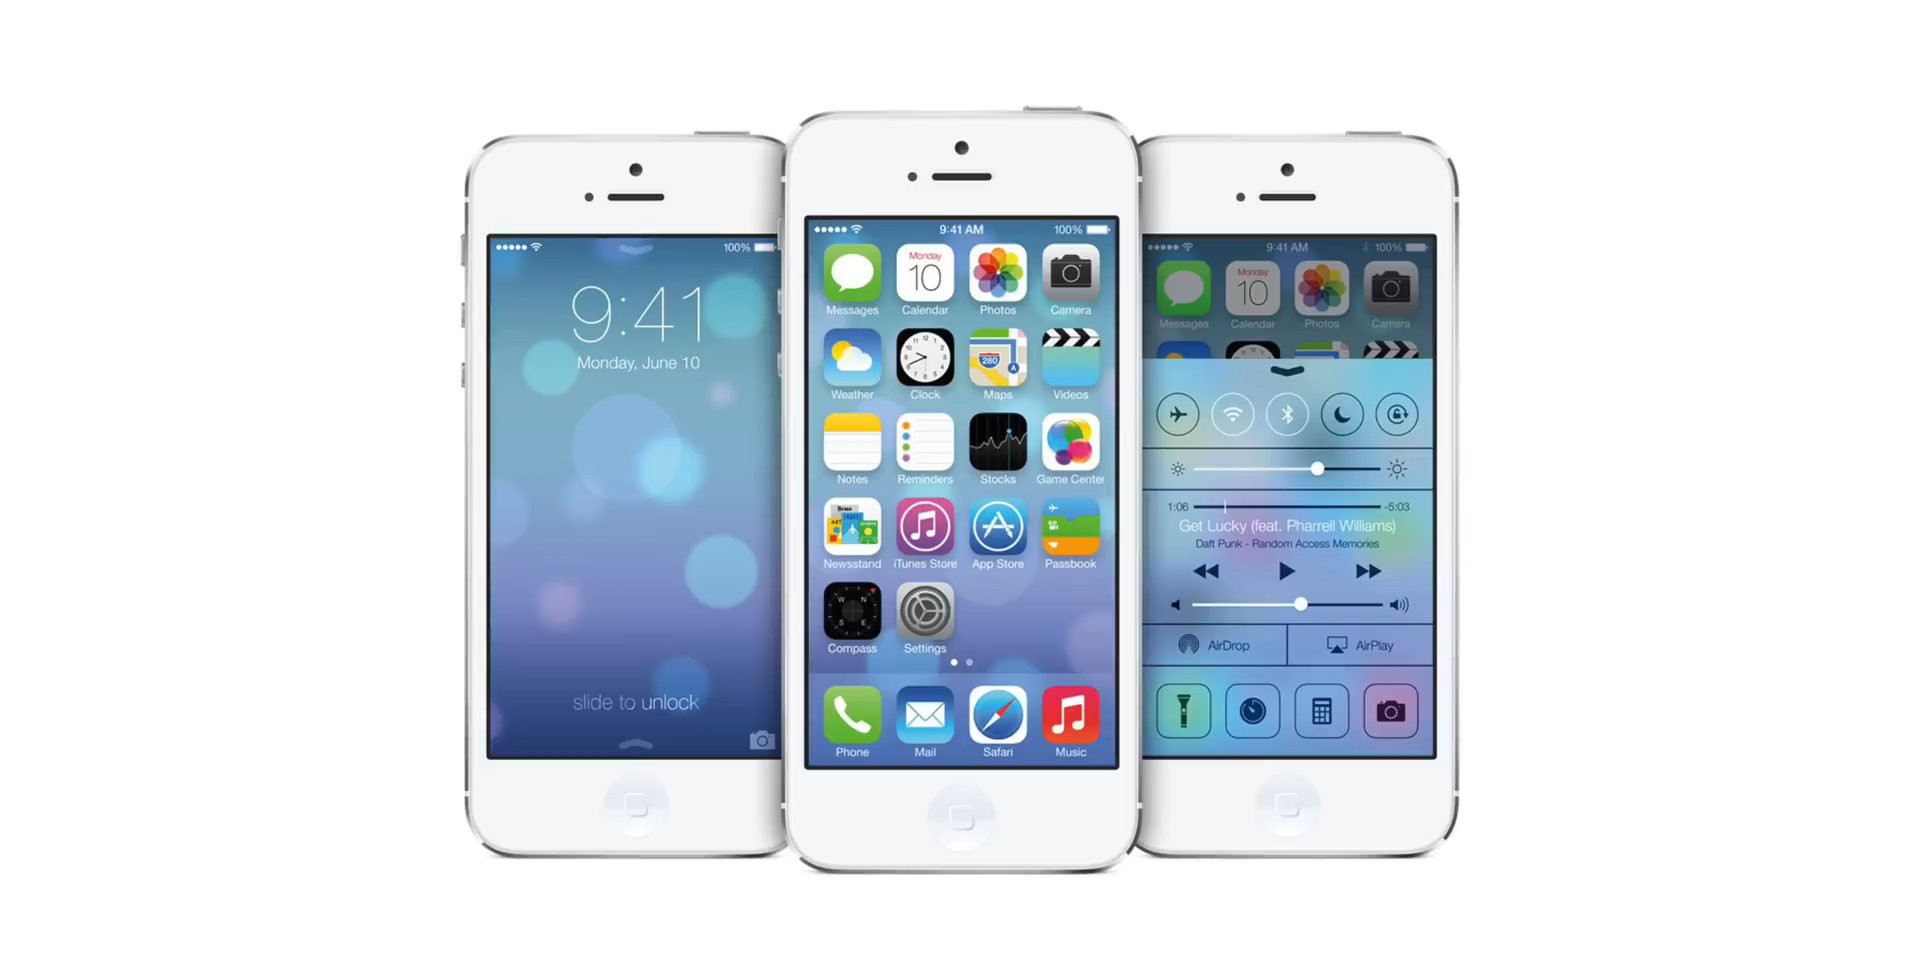 100%
9:41
Monday, June 10
slide to unlock
9:41 AM 100%
Monday
10
Messages Calendar Photos Camera
280
Weather Clock Maps Videos
Notes Reminders Stocks Game Center
Newsstand iTunes Store App Store Passbook
W N
S E
Compass Settings
Phone Mail Safari Music
9:41 AM 100%
Monday
10
Messages Calendar Photos Camera
1:06 -5:03
Get Lucky (feat. Pharrell Williams)
Daft Punk - Random Access Memories
AirDrop AirPlay